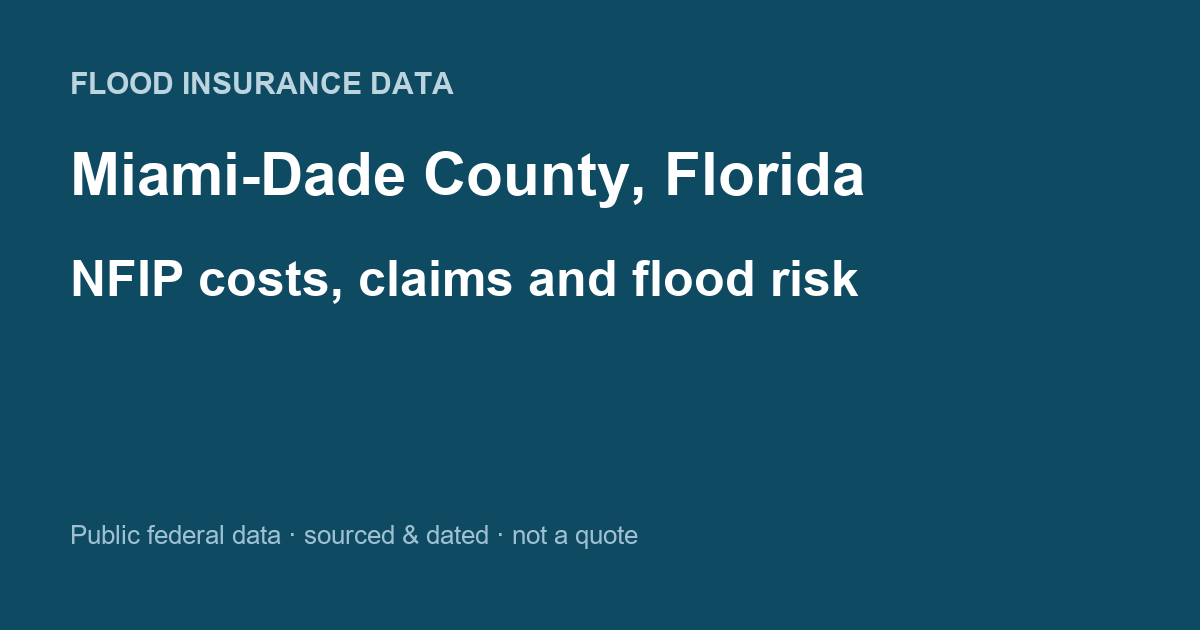 FLOOD INSURANCE DATA
Miami-Dade County, Florida
NFIP costs, claims and flood risk
Public federal data · sourced & dated · not a quote